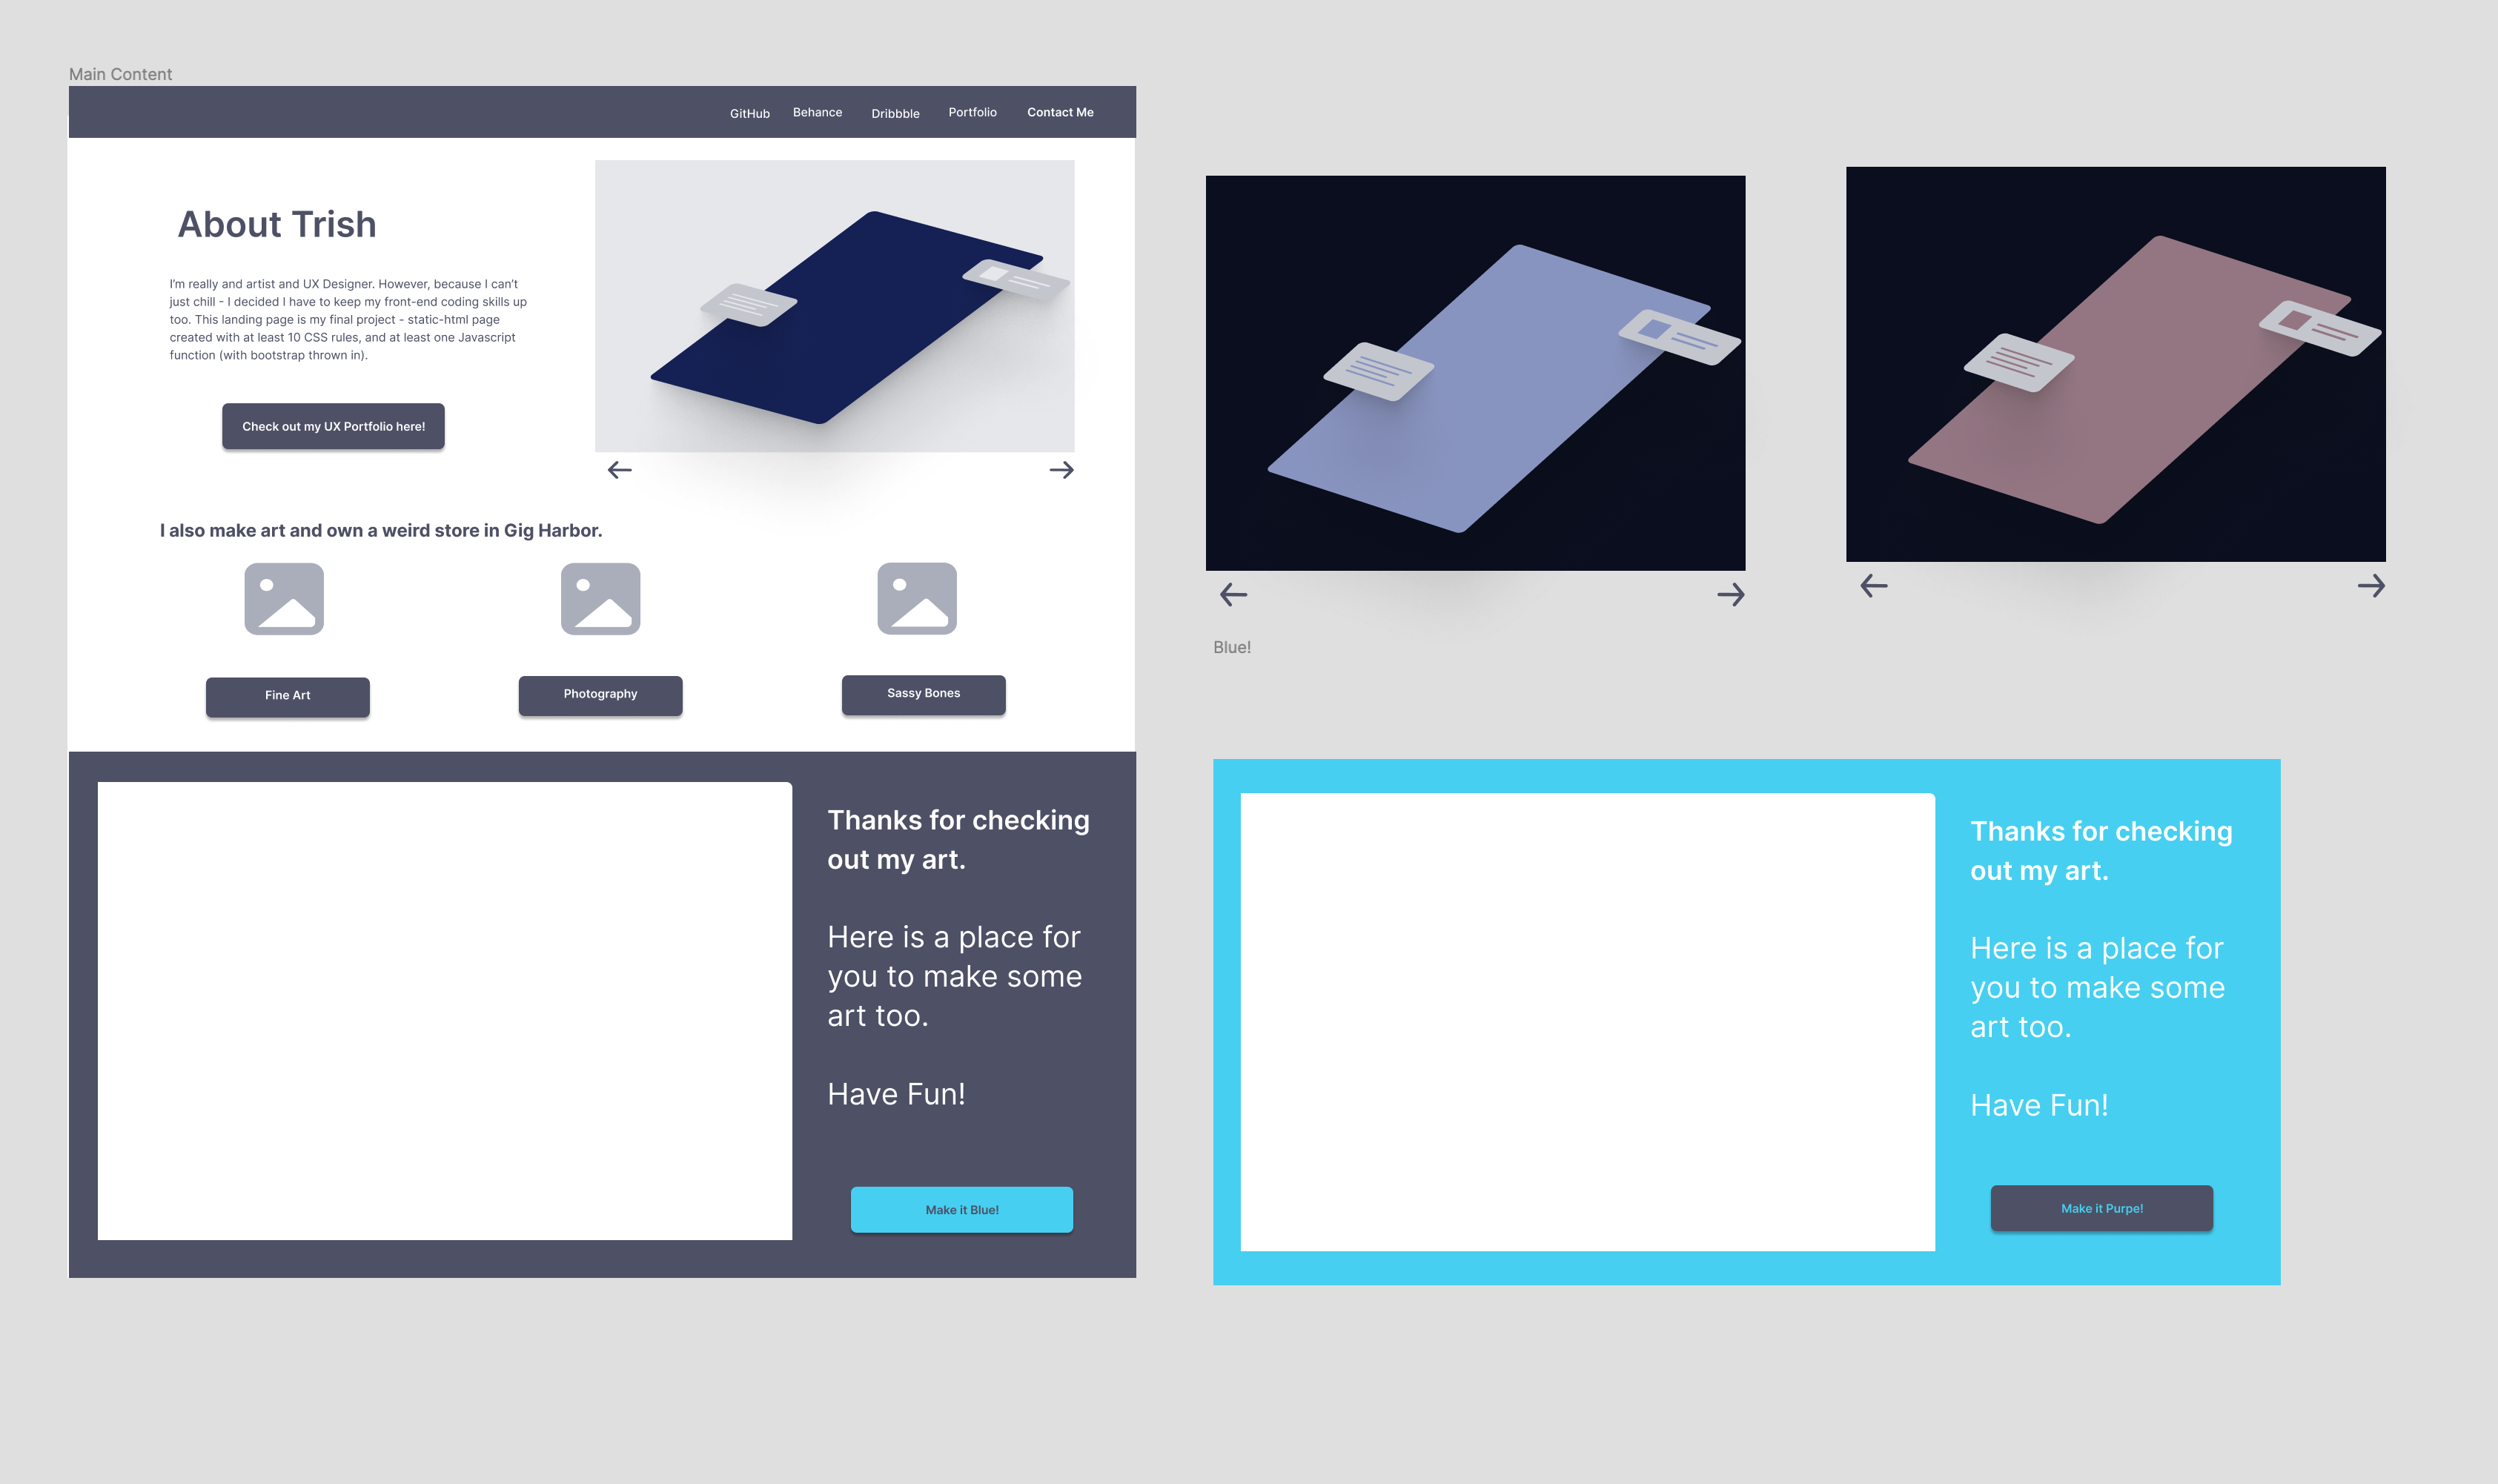 Main Content
GitHub
Behance
Dribbble
Portfolio
Contact Me
About Trish
I'm really and artist and UX Designer. However, because I can't
just chill - I decided I have to keep my front-end coding skills up
too. This landing page is my final project - static-html page
created with at least 10 CSS rules, and at least one Javascript
function (with bootstrap thrown in).
Check out my UX Portfolio here!
I also make art and own a weird store in Gig Harbor.
Fine Art
Photography
Sassy Bones
Thanks for checking
out my art.
Here is a place for
you to make some
art too.
Have Fun!
Make it Blue!
Blue!
Thanks for checking
out my art.
Here is a place for
you to make some
art too.
Have Fun!
Make it Purpe!